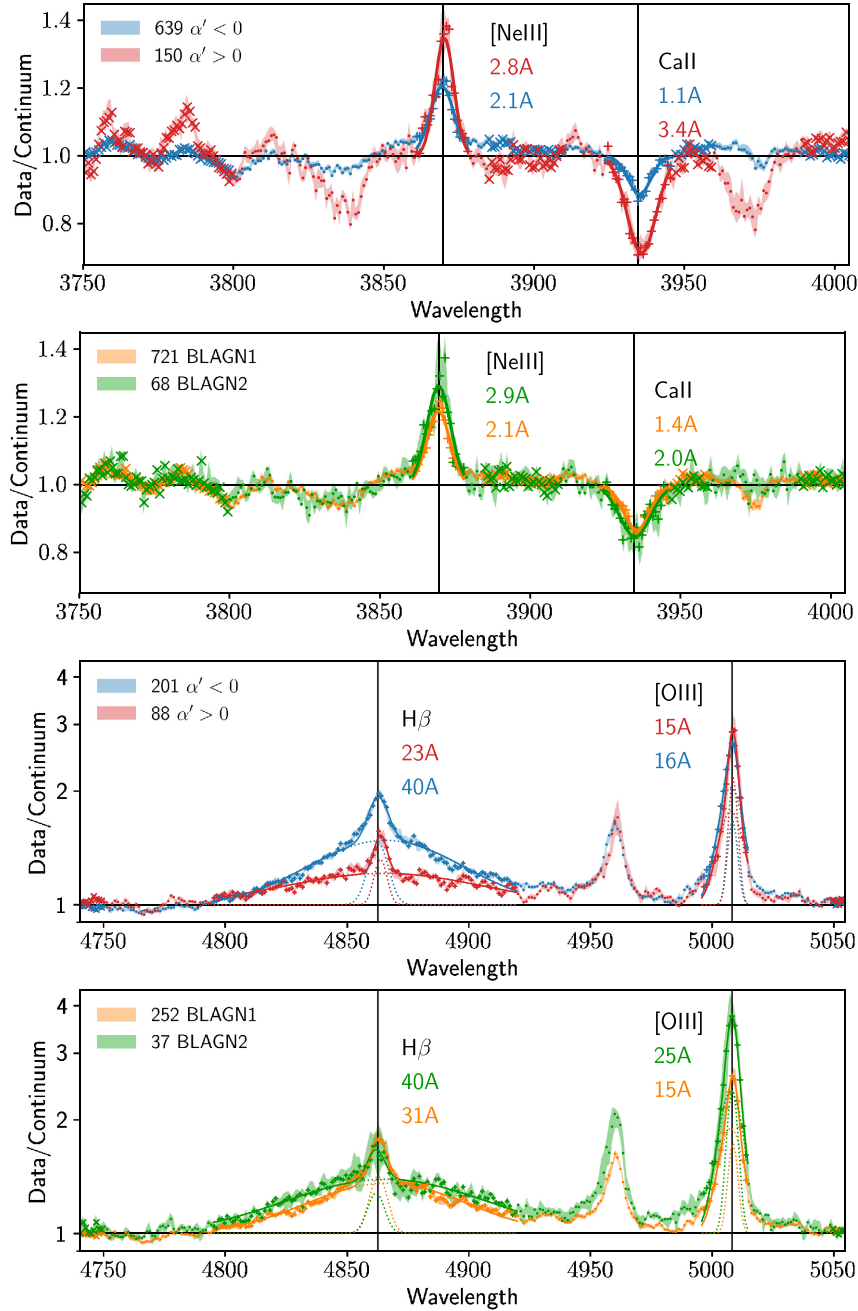 639 α′ < 0
150 α′ > 0
[NeIII]
2.8A
2.1A
CaII
1.1A
3.4A
1.4
1.2
1.0
0.8
Data/Continuum
3750 3800 3850 3900 3950 4000
Wavelength
721 BLAGN1
68 BLAGN2
[NeIII]
2.9A
2.1A
CaII
1.4A
2.0A
1.4
1.2
1.0
0.8
Data/Continuum
3750 3800 3850 3900 3950 4000
Wavelength
201 α′ < 0
88 α′ > 0
Hβ
23A
40A
[OIII]
15A
16A
4
3
2
1
Data/Continuum
4750 4800 4850 4900 4950 5000 5050
Wavelength
252 BLAGN1
37 BLAGN2
Hβ
40A
31A
[OIII]
25A
15A
4
3
2
1
Data/Continuum
4750 4800 4850 4900 4950 5000 5050
Wavelength